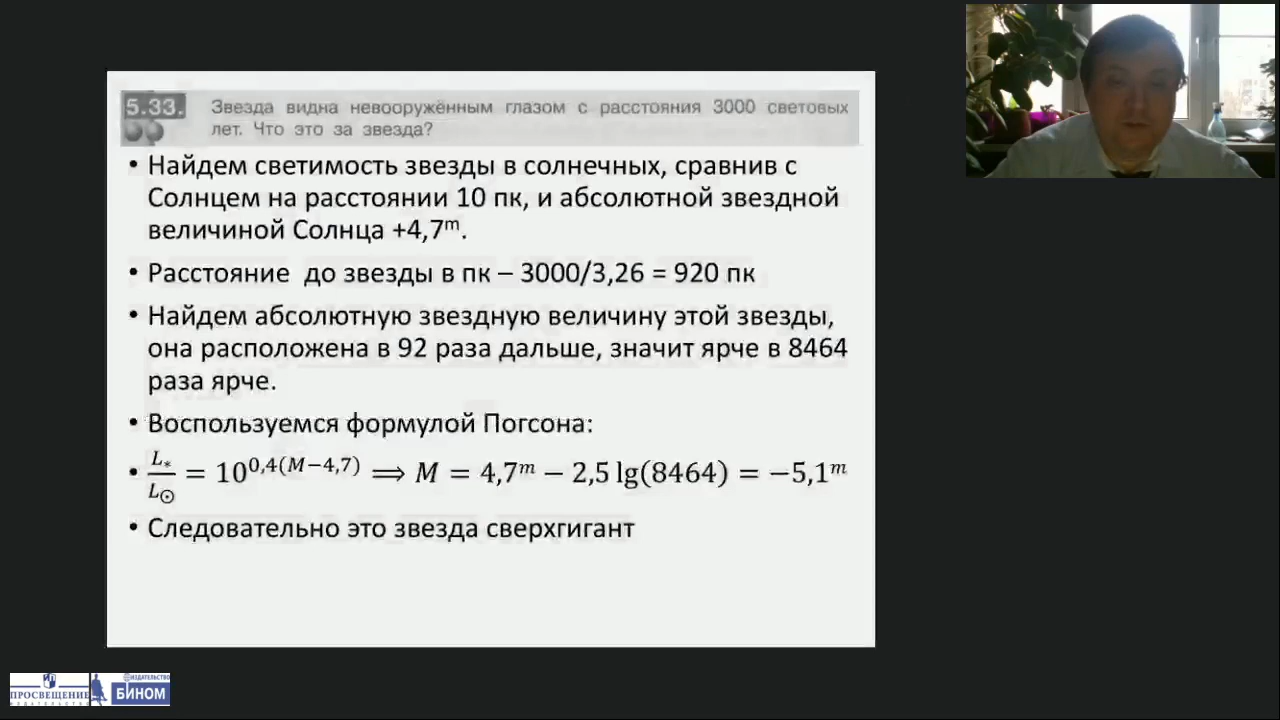 5.33. Звезда видна невооружённым глазом с расстояния 3000 световых
лет. Что это за звезда?
• Найдем светимость звезды в солнечных, сравнив с
Солнцем на расстоянии 10 пк, и абсолютной звездной
величиной Солнца +4,7ᵐ.
• Расстояние до звезды в пк – 3000/3,26 = 920 пк
• Найдем абсолютную звездную величину этой звезды,
она расположена в 92 раза дальше, значит ярче в 8464
раза ярче.
• Воспользуемся формулой Погсона:
• L∗/L⊙ = 10^0,4(M−4,7) ⟹ M = 4,7ᵐ − 2,5 lg(8464) = −5,1ᵐ
• Следовательно это звезда сверхгигант
ПРОСВЕЩЕНИЕ
ИЗДАТЕЛЬСТВО
ИЗДАТЕЛЬСТВО
БИНОМ